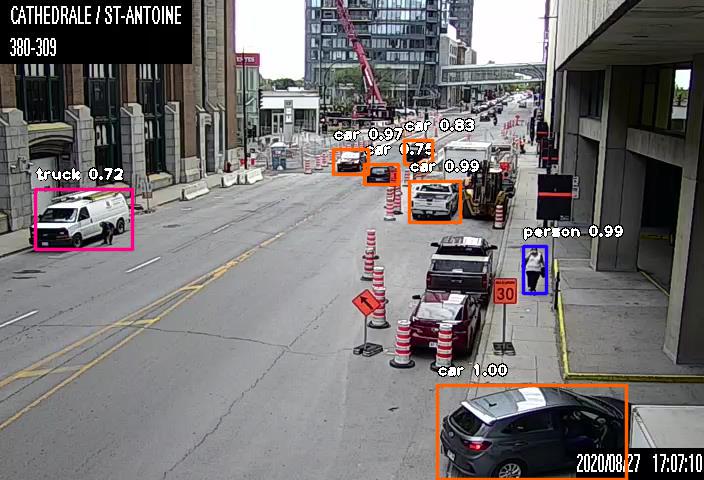 CATHEDRALE / ST-ANTOINE
380-309
car 0.97
car 0.83
car 0.75
car 0.99
truck 0.72
person 0.99
30
car 1.00
2020/08/27 17:07:10